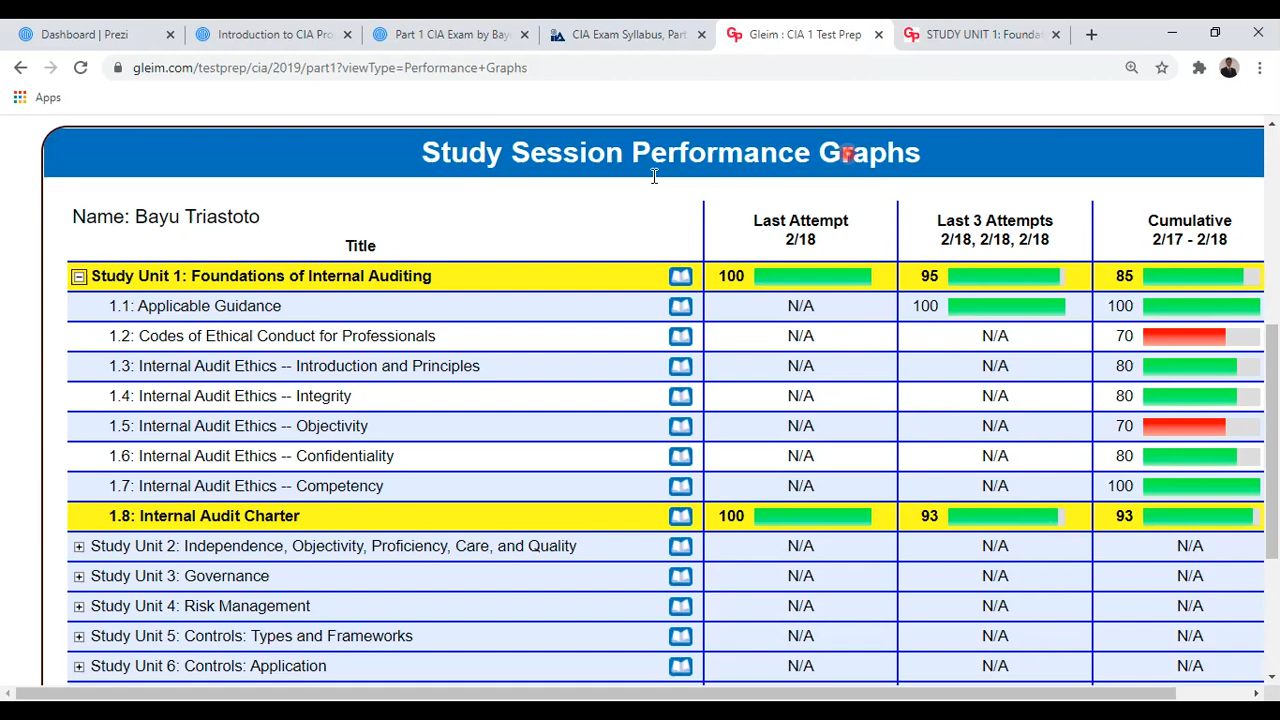 Dashboard | Prezi
Introduction to CIA Pro
Part 1 CIA Exam by Bay
CIA Exam Syllabus, Part
Gleim : CIA 1 Test Prep
STUDY UNIT 1: Founda
gleim.com/testprep/cia/2019/part1?viewType=Performance+Graphs
Apps
Study Session Performance Graphs
Name: Bayu Triastoto
Title
Last Attempt
2/18
Last 3 Attempts
2/18, 2/18, 2/18
Cumulative
2/17 - 2/18
Study Unit 1: Foundations of Internal Auditing 100 95 85
1.1: Applicable Guidance N/A 100 100
1.2: Codes of Ethical Conduct for Professionals N/A N/A 70
1.3: Internal Audit Ethics -- Introduction and Principles N/A N/A 80
1.4: Internal Audit Ethics -- Integrity N/A N/A 80
1.5: Internal Audit Ethics -- Objectivity N/A N/A 70
1.6: Internal Audit Ethics -- Confidentiality N/A N/A 80
1.7: Internal Audit Ethics -- Competency N/A N/A 100
1.8: Internal Audit Charter 100 93 93
Study Unit 2: Independence, Objectivity, Proficiency, Care, and Quality N/A N/A N/A
Study Unit 3: Governance N/A N/A N/A
Study Unit 4: Risk Management N/A N/A N/A
Study Unit 5: Controls: Types and Frameworks N/A N/A N/A
Study Unit 6: Controls: Application N/A N/A N/A